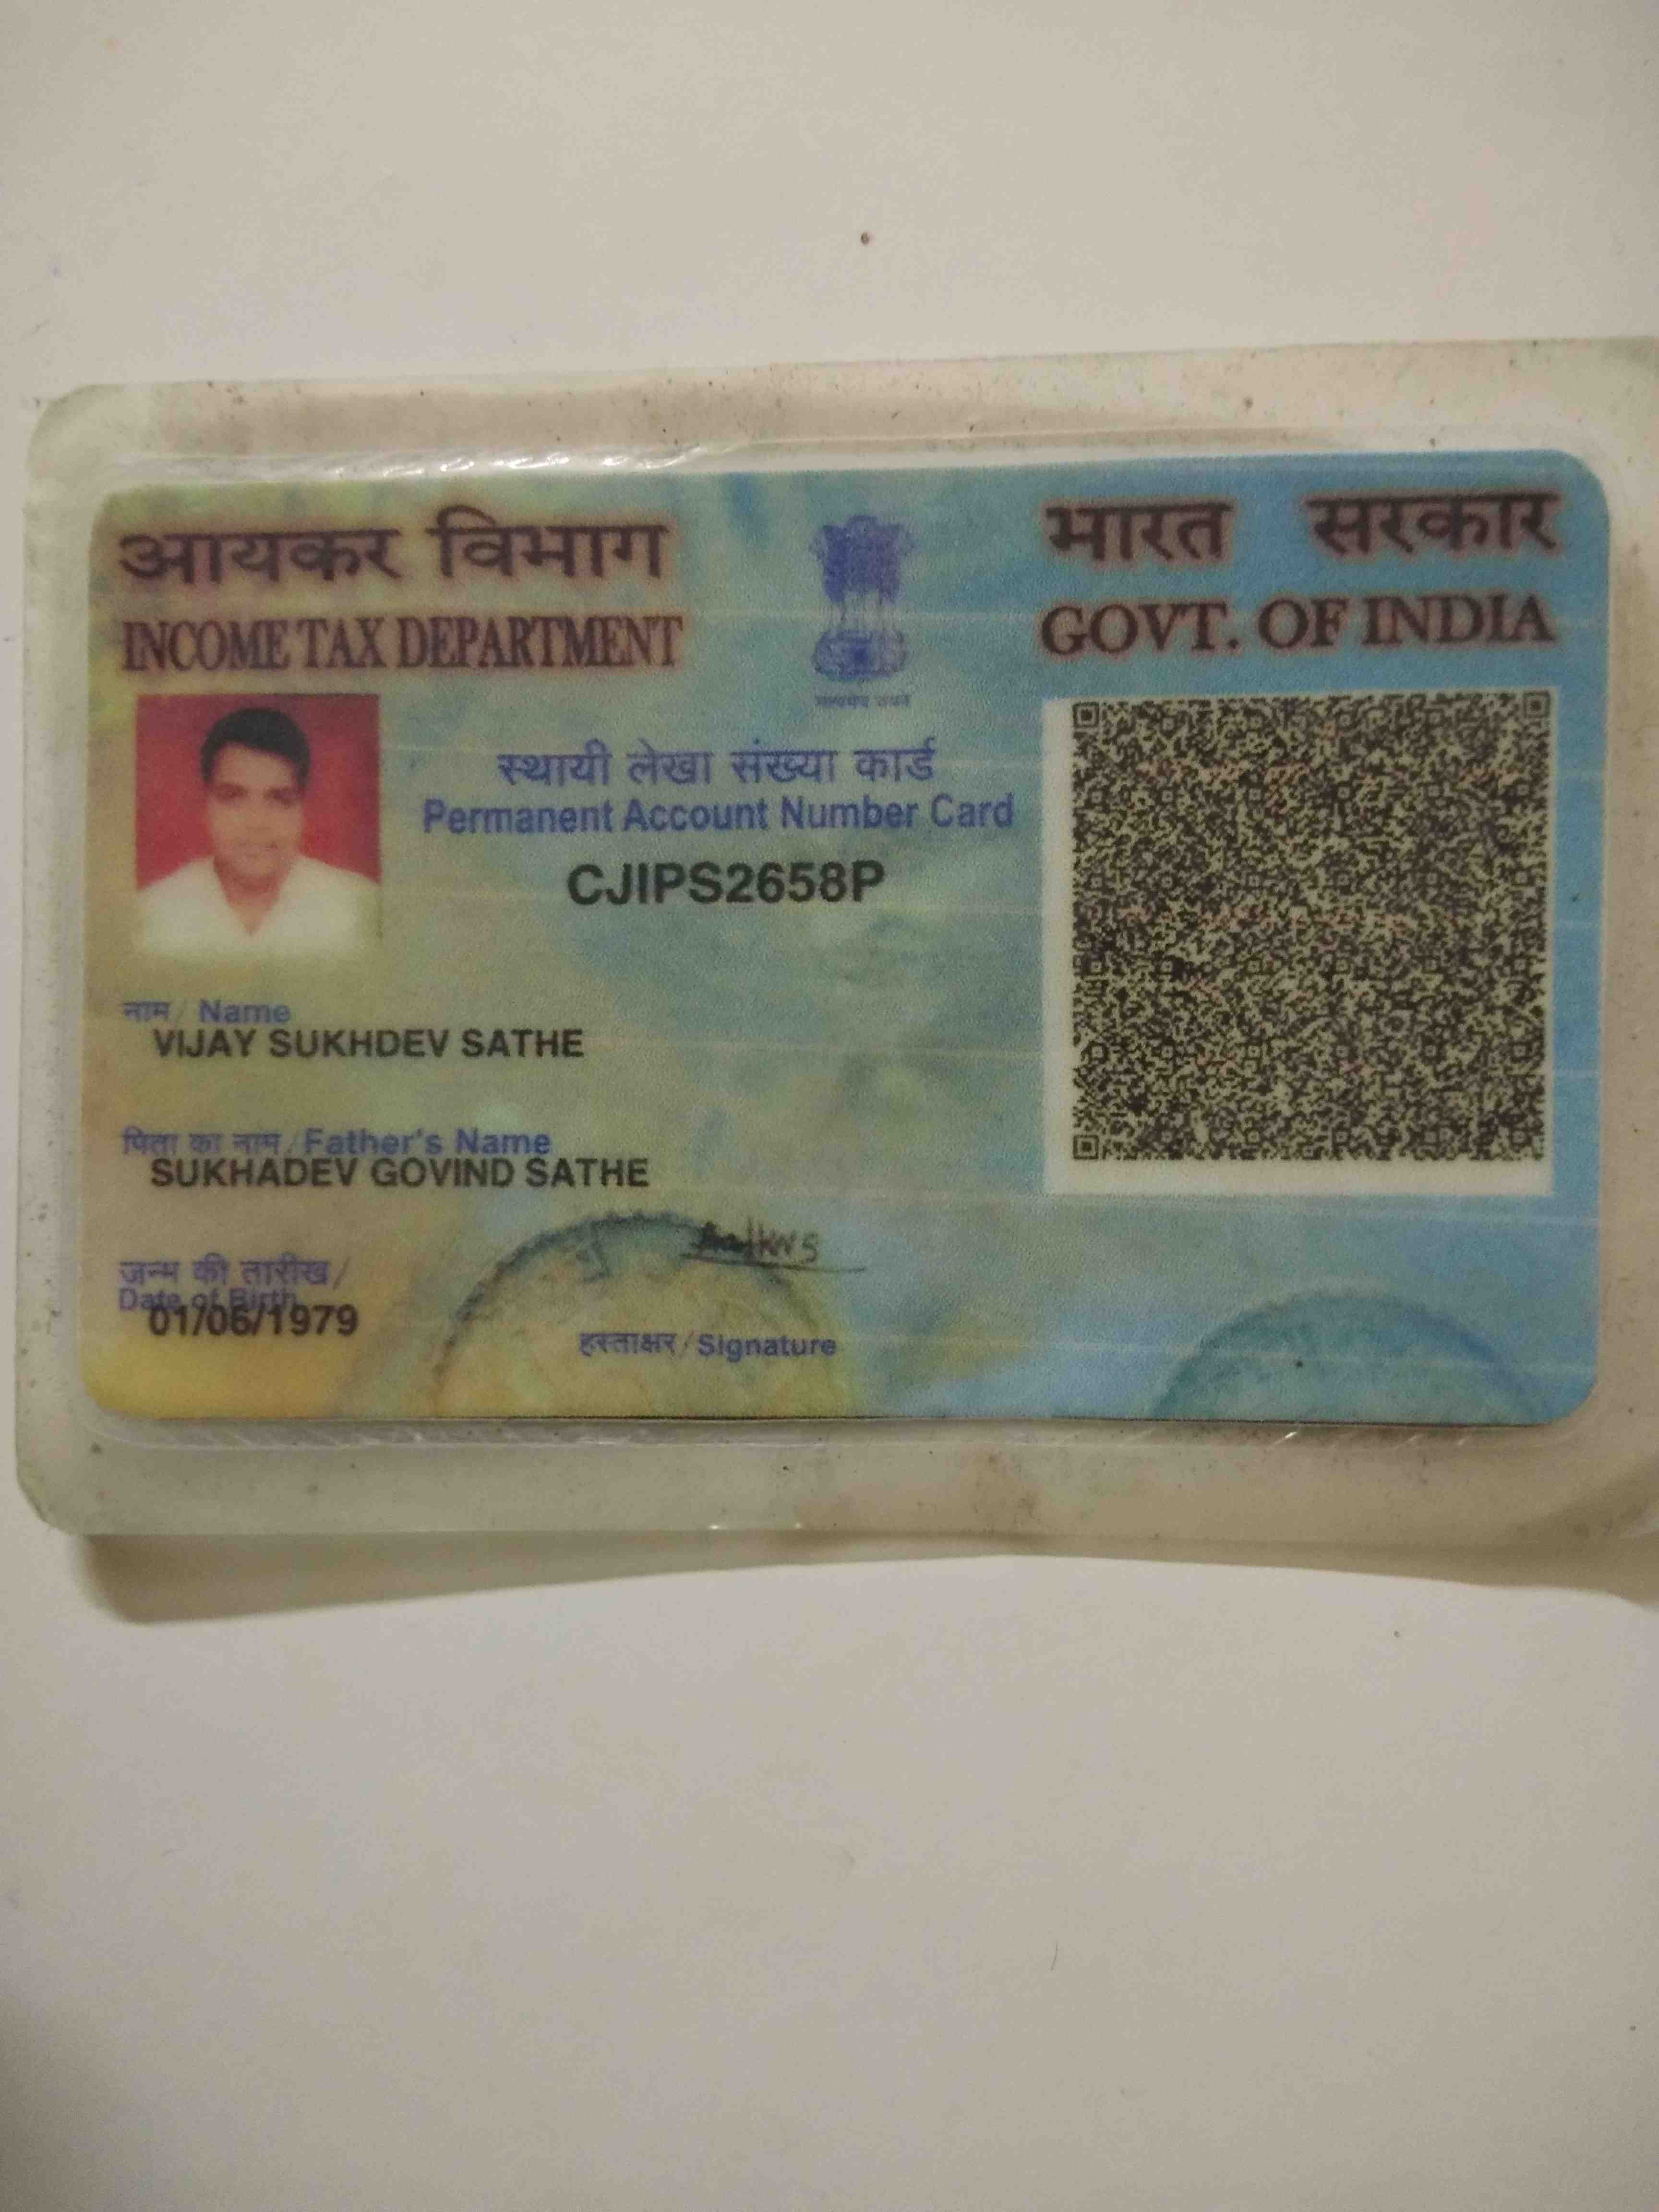 आयकर विभाग
INCOME TAX DEPARTMENT
भारत सरकार
GOVT. OF INDIA
सत्यमेव जयते
स्थायी लेखा संख्या कार्ड
Permanent Account Number Card
CJIPS2658P
नाम / Name
VIJAY SUKHDEV SATHE
पिता का नाम / Father's Name
SUKHADEV GOVIND SATHE
जन्म की तारीख /
Date of Birth
01/06/1979
हस्ताक्षर / Signature